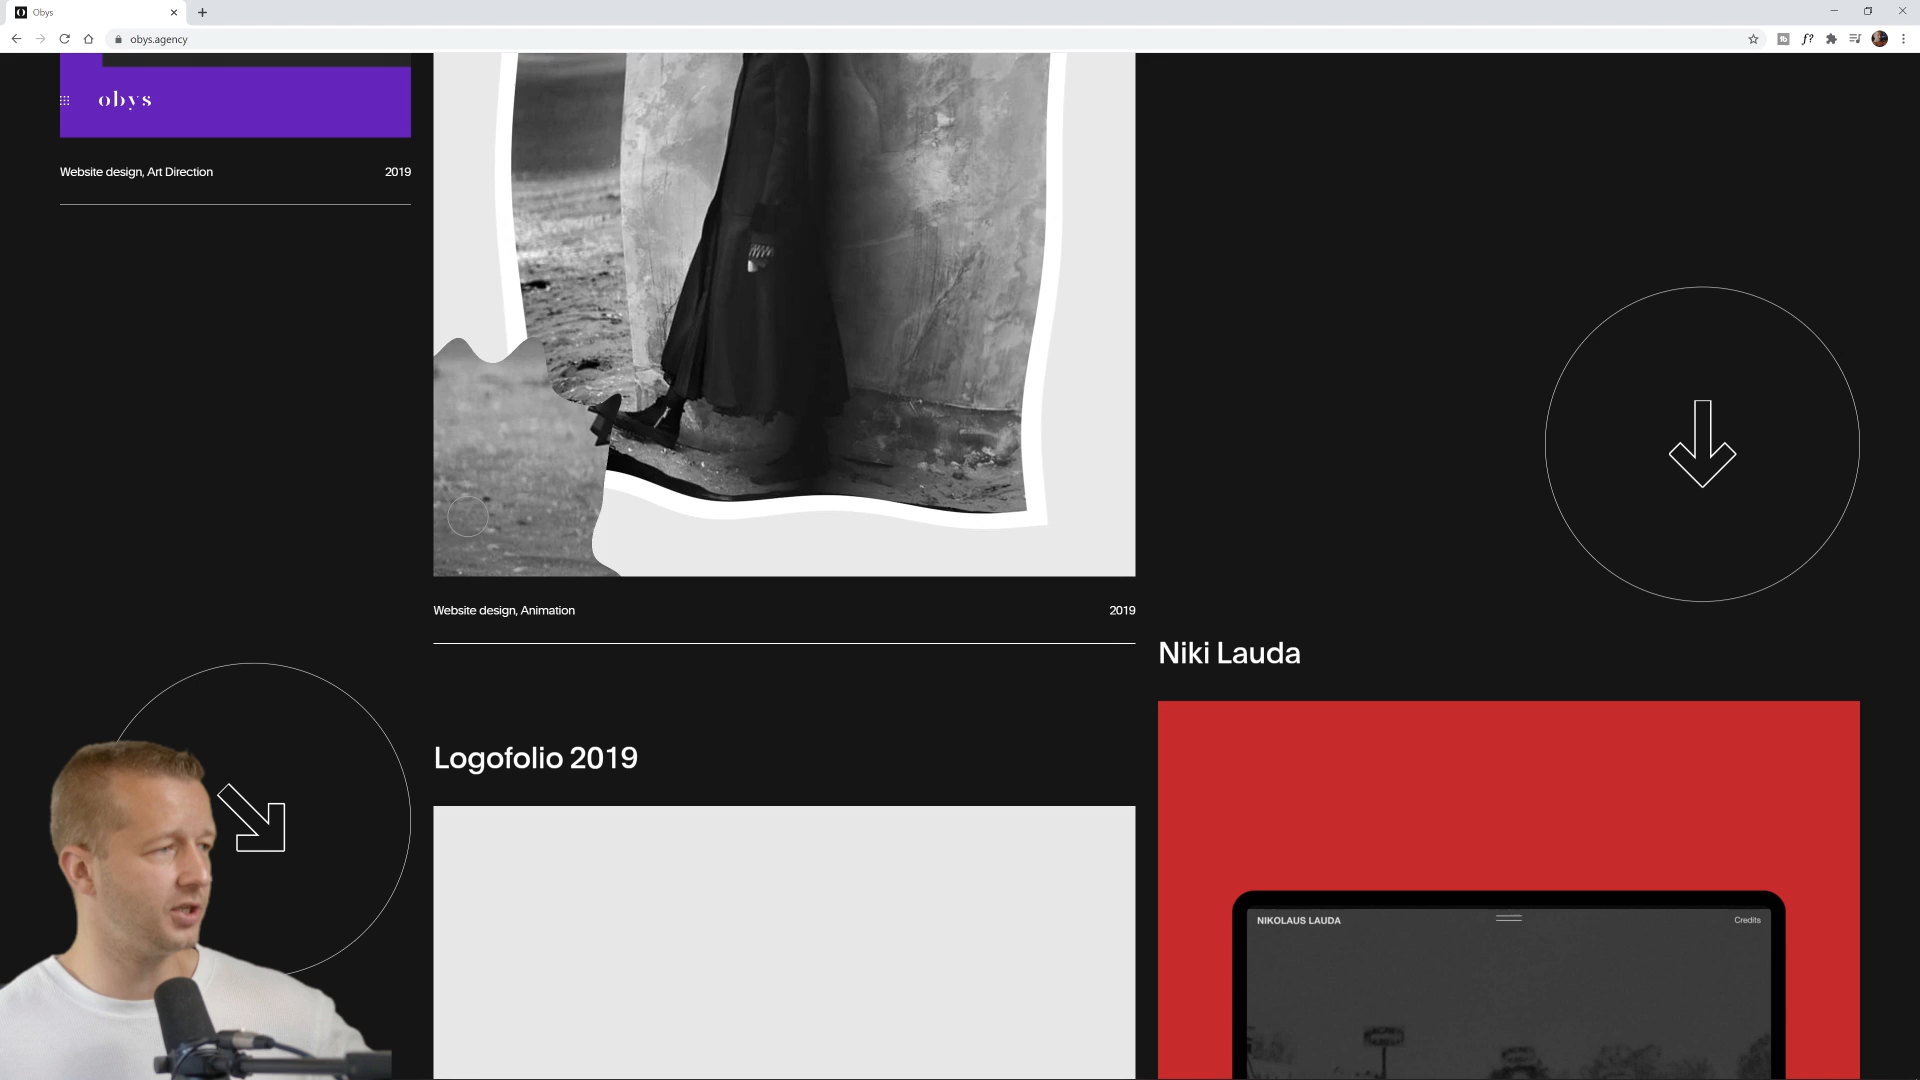 Obys
obys.agency
f?
obys
Website design, Art Direction
2019
Website design, Animation
2019
Niki Lauda
Logofolio 2019
NIKOLAUS LAUDA
Credits